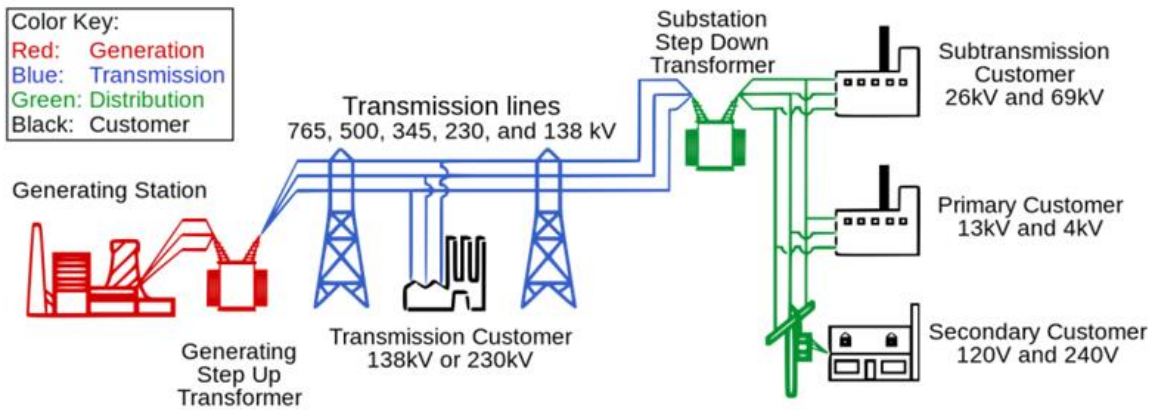 Color Key:
Red: Generation
Blue: Transmission
Green: Distribution
Black: Customer
Generating Station
Generating
Step Up
Transformer
Transmission lines
765, 500, 345, 230, and 138 kV
Transmission Customer
138kV or 230kV
Substation
Step Down
Transformer
Subtransmission
Customer
26kV and 69kV
Primary Customer
13kV and 4kV
Secondary Customer
120V and 240V